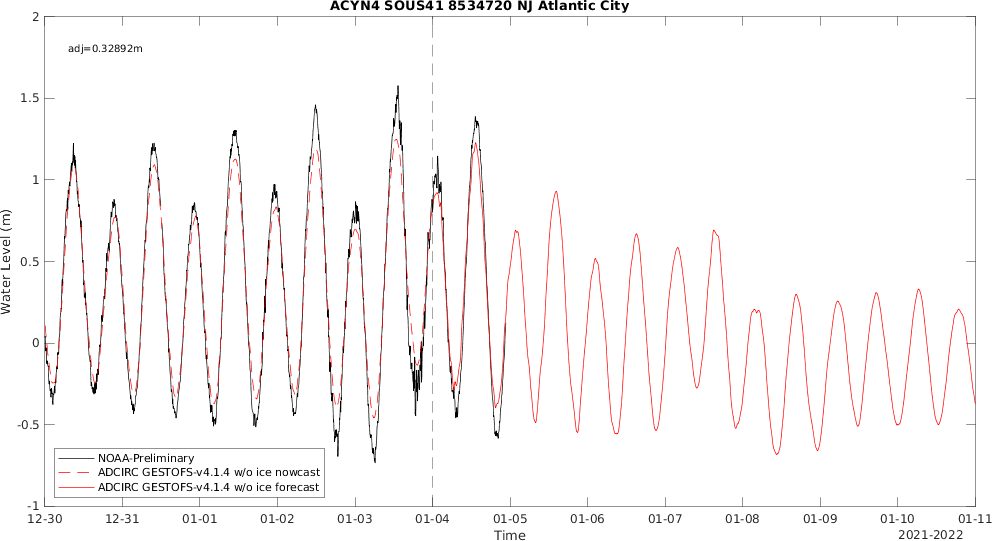 ACYN4 SOUS41 8534720 NJ Atlantic City
adj=0.32892m
2
1.5
1
0.5
0
-0.5
-1
Water Level (m)
NOAA-Preliminary
ADCIRC GESTOFS-v4.1.4 w/o ice nowcast
ADCIRC GESTOFS-v4.1.4 w/o ice forecast
12-30 12-31 01-01 01-02 01-03 01-04 01-05 01-06 01-07 01-08 01-09 01-10 01-11
Time
2021-2022